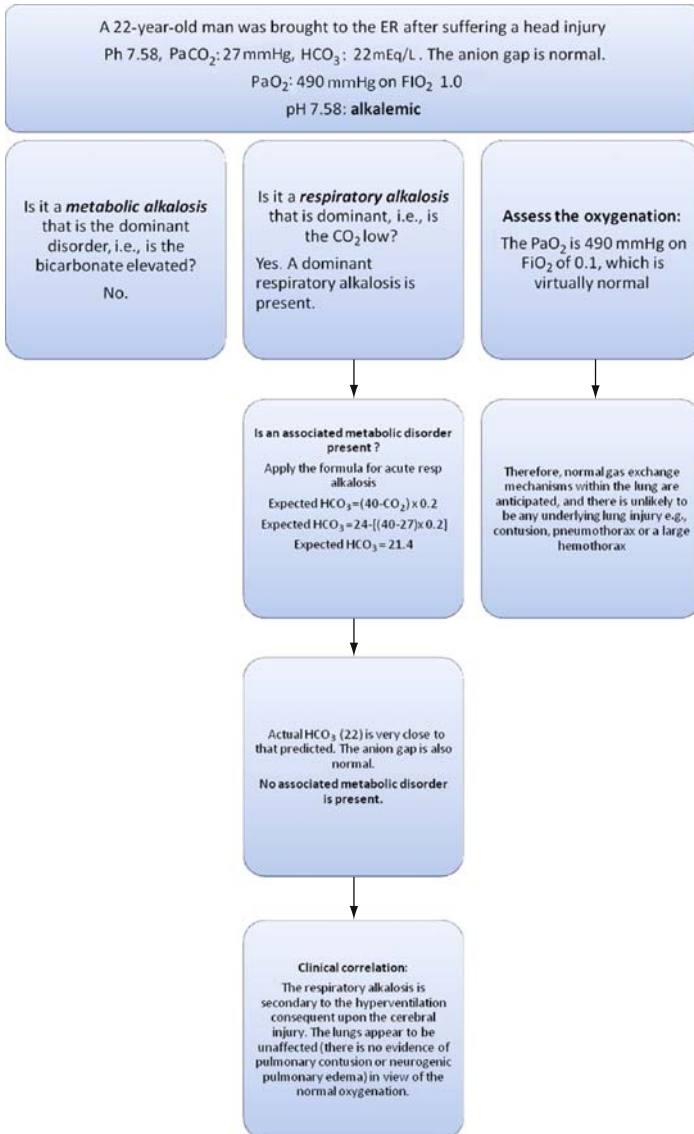 A 22-year-old man was brought to the ER after suffering a head injury
Ph 7.58, PaCO₂: 27mmHg, HCO₃: 22mEq/L. The anion gap is normal.
PaO₂: 490 mmHg on FIO₂ 1.0
pH 7.58: alkalemic
Is it a metabolic alkalosis
that is the dominant
disorder, i.e., is the
bicarbonate elevated?
No.
Is it a respiratory alkalosis
that is dominant, i.e., is
the CO₂ low?
Yes. A dominant
respiratory alkalosis is
present.
Assess the oxygenation:
The PaO₂ is 490 mmHg on
FiO₂ of 0.1, which is
virtually normal
Is an associated metabolic disorder
present ?
Apply the formula for acute resp
alkalosis
Expected HCO₃=(40-CO₂)x0.2
Expected HCO₃=24-[(40-27)x0.2]
Expected HCO₃=21.4
Therefore, normal gas exchange
mechanisms within the lung are
anticipated, and there is unlikely to
be any underlying lung injury e.g.,
contusion, pneumothorax or a large
hemothorax
Actual HCO₃ (22) is very close to
that predicted. The anion gap is also
normal.
No associated metabolic disorder
is present.
Clinical correlation:
The respiratory alkalosis is
secondary to the hyperventilation
consequent upon the cerebral
injury. The lungs appear to be
unaffected (there is no evidence of
pulmonary contusion or neurogenic
pulmonary edema) in view of the
normal oxygenation.